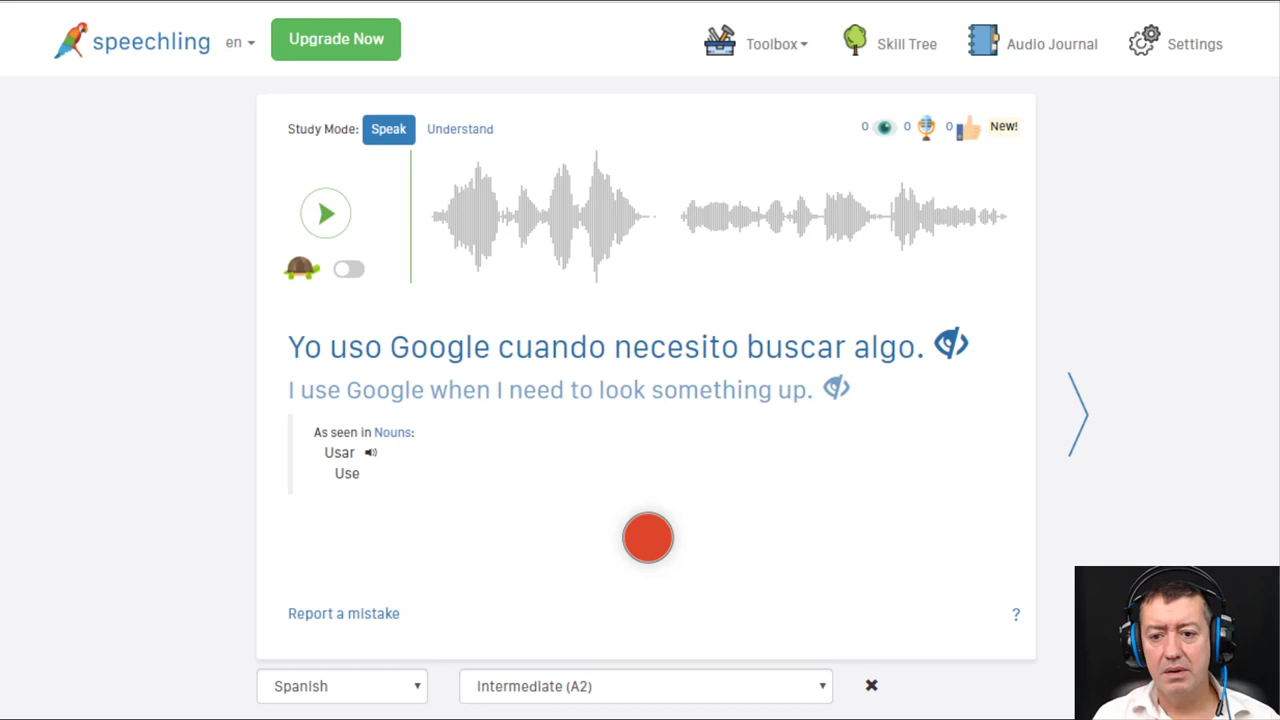 speechling en Upgrade Now Toolbox Skill Tree Audio Journal Settings
Study Mode: Speak Understand 0 0 0 New!
Yo uso Google cuando necesito buscar algo.
I use Google when I need to look something up.
As seen in Nouns:
Usar
Use
Report a mistake ?
Spanish Intermediate (A2)